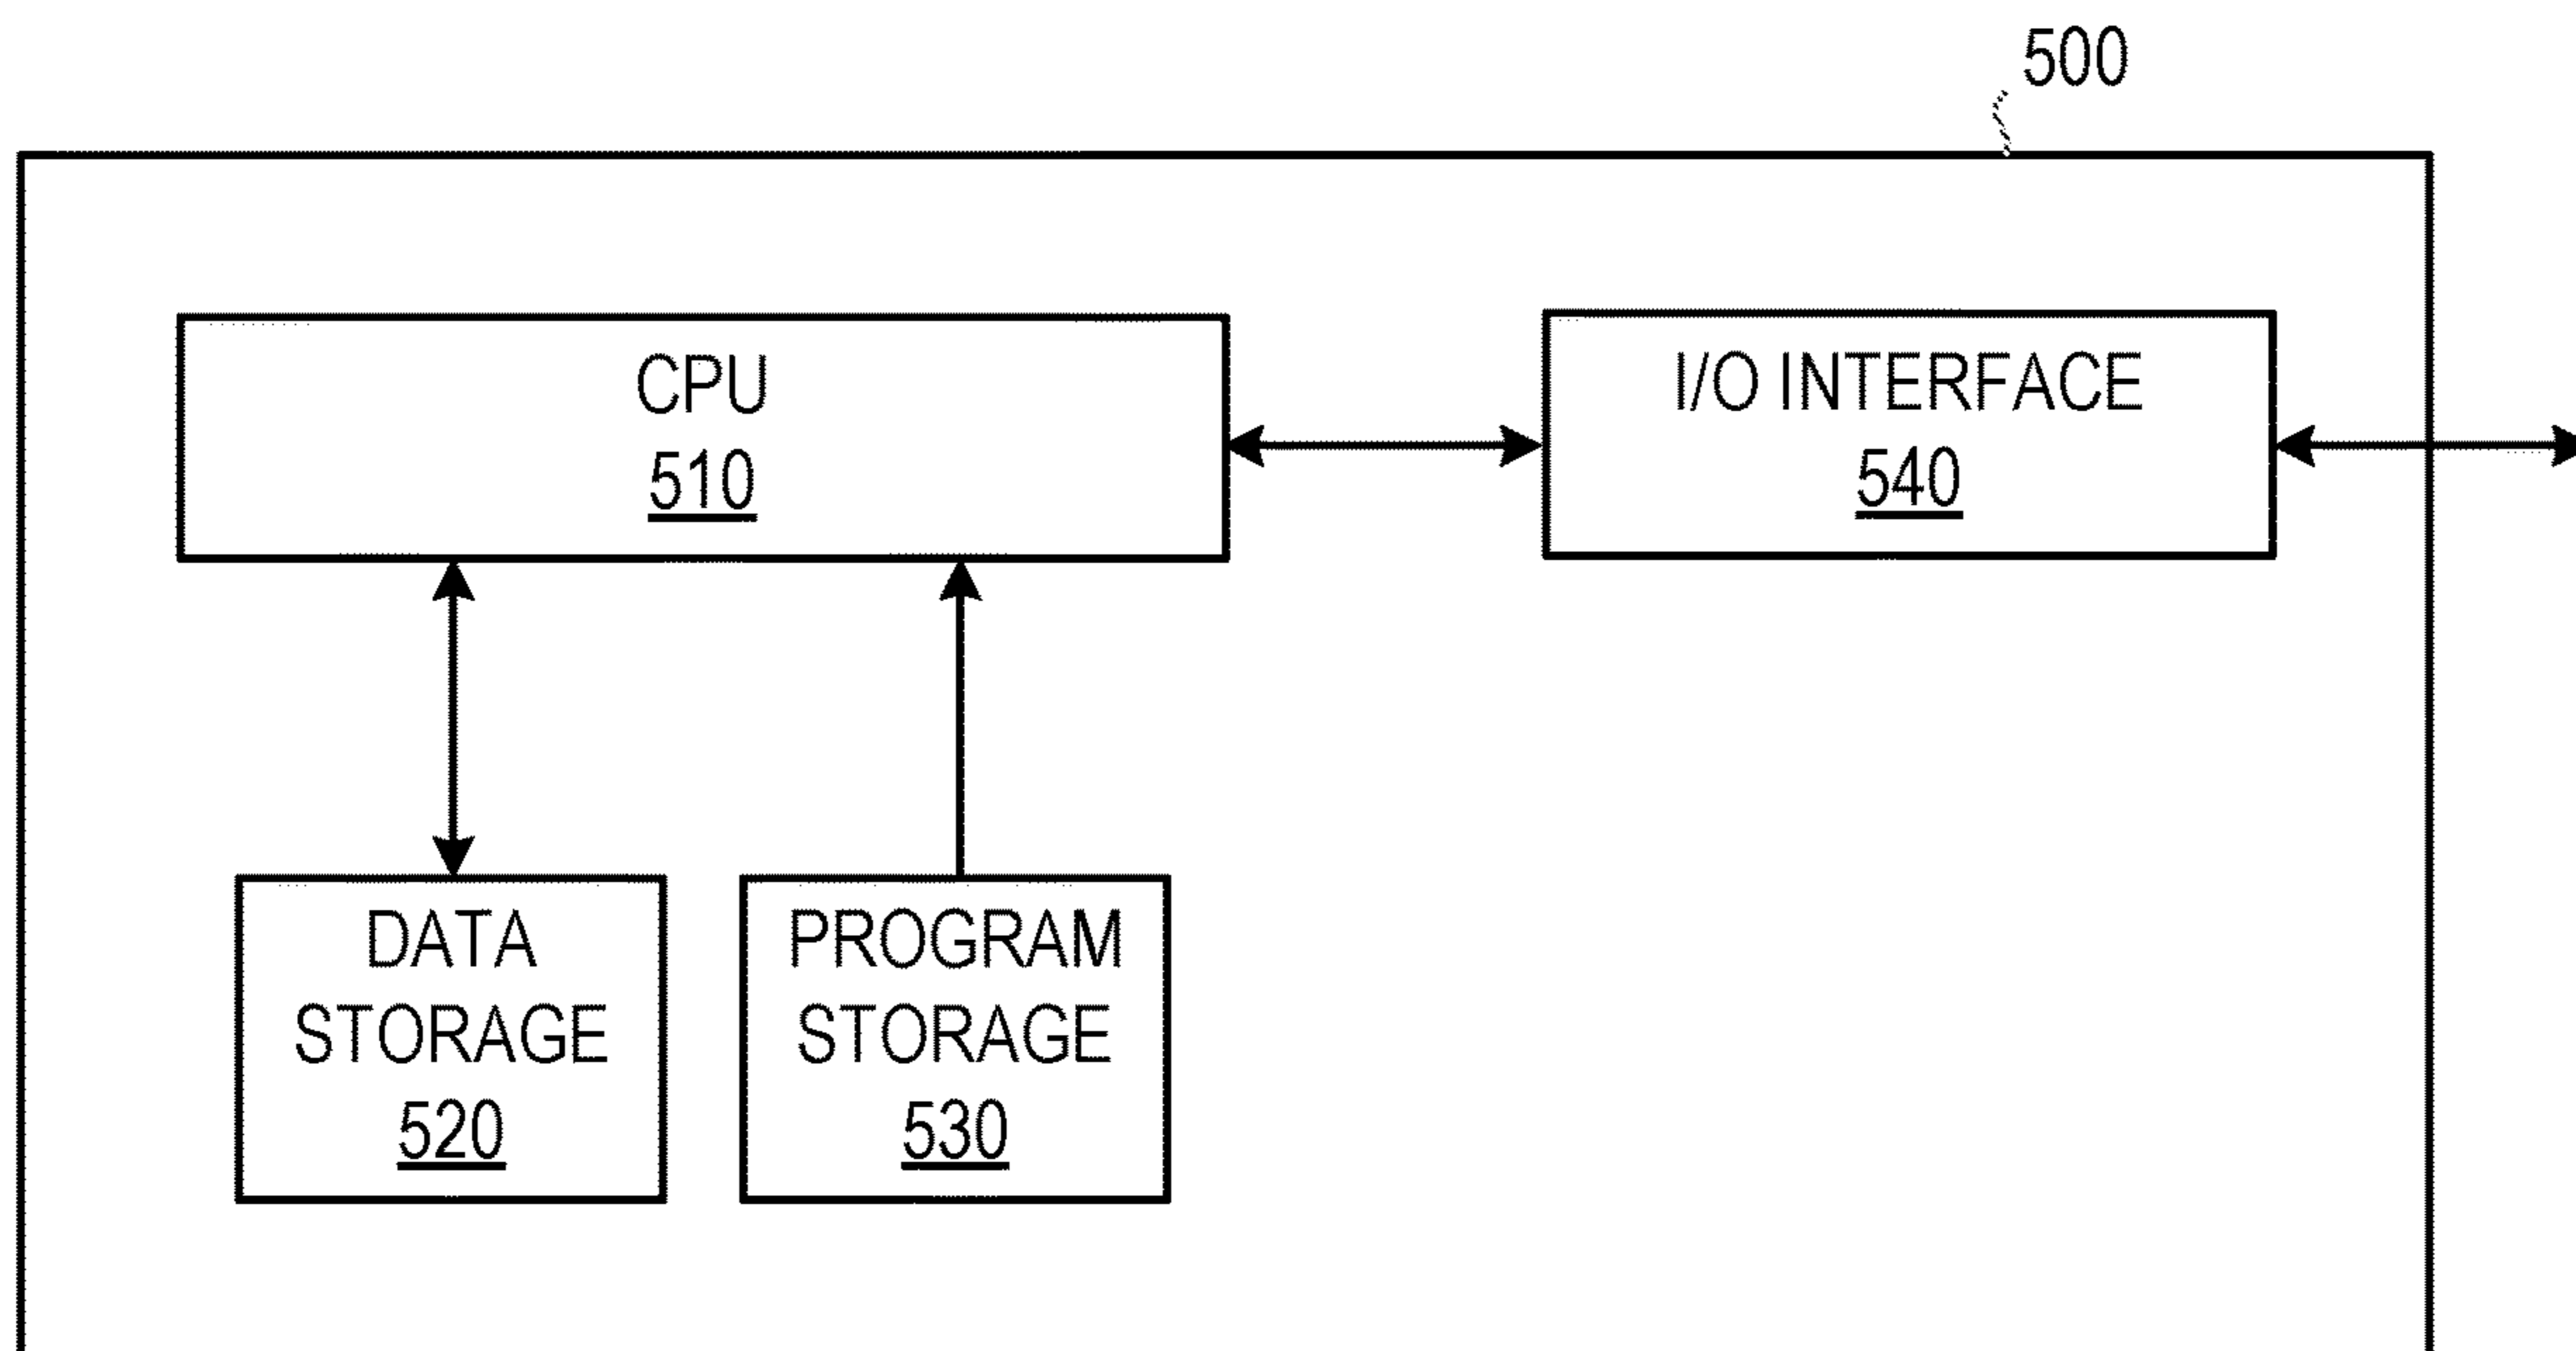 500
CPU
510
I/O INTERFACE
540
DATA
STORAGE
520
PROGRAM
STORAGE
530